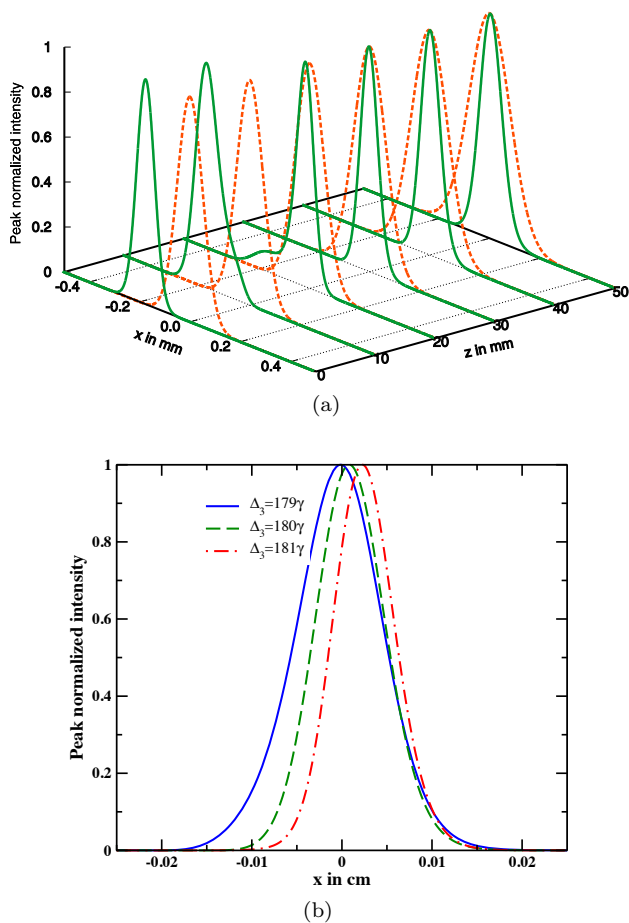 Peak normalized intensity
1
0.8
0.6
0.4
0.2
0
-0.4
-0.2
0.0
0.2
0.4
x in mm
0
10
20
30
40
50
z in mm
(a)
Peak normalized intensity
1
0.8
0.6
0.4
0.2
0
Δ₃=179γ
Δ₃=180γ
Δ₃=181γ
-0.02
-0.01
0
0.01
0.02
x in cm
(b)